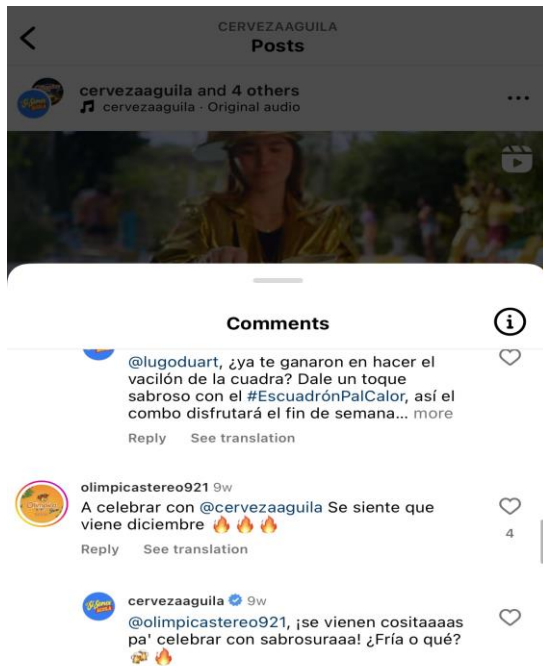 CERVEZAAGUILA
Posts
cervezaaguila and 4 others
cervezaaguila · Original audio
Comments
@lugoduart, ¿ya te ganaron en hacer el
vacilón de la cuadra? Dale un toque
sabroso con el #EscuadrónPalCalor, así el
combo disfrutará el fin de semana... more
Reply See translation
olimpicastereo921 9w
A celebrar con @cervezaaguila Se siente que
viene diciembre 🔥🔥🔥
4
Reply See translation
cervezaaguila 9w
@olimpicastereo921, ¡se vienen cositaaaas
pa' celebrar con sabrosuraaa! ¿Fría o qué?
🍻🔥